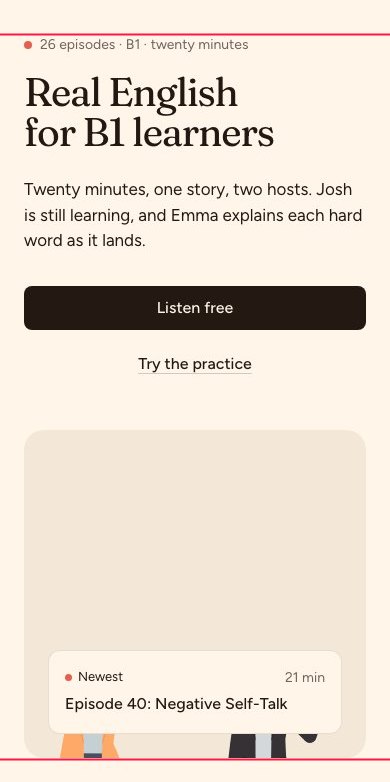 26 episodes · B1 · twenty minutes
Real English
for B1 learners
Twenty minutes, one story, two hosts. Josh
is still learning, and Emma explains each hard
word as it lands.
Listen free
Try the practice
Newest 21 min
Episode 40: Negative Self-Talk